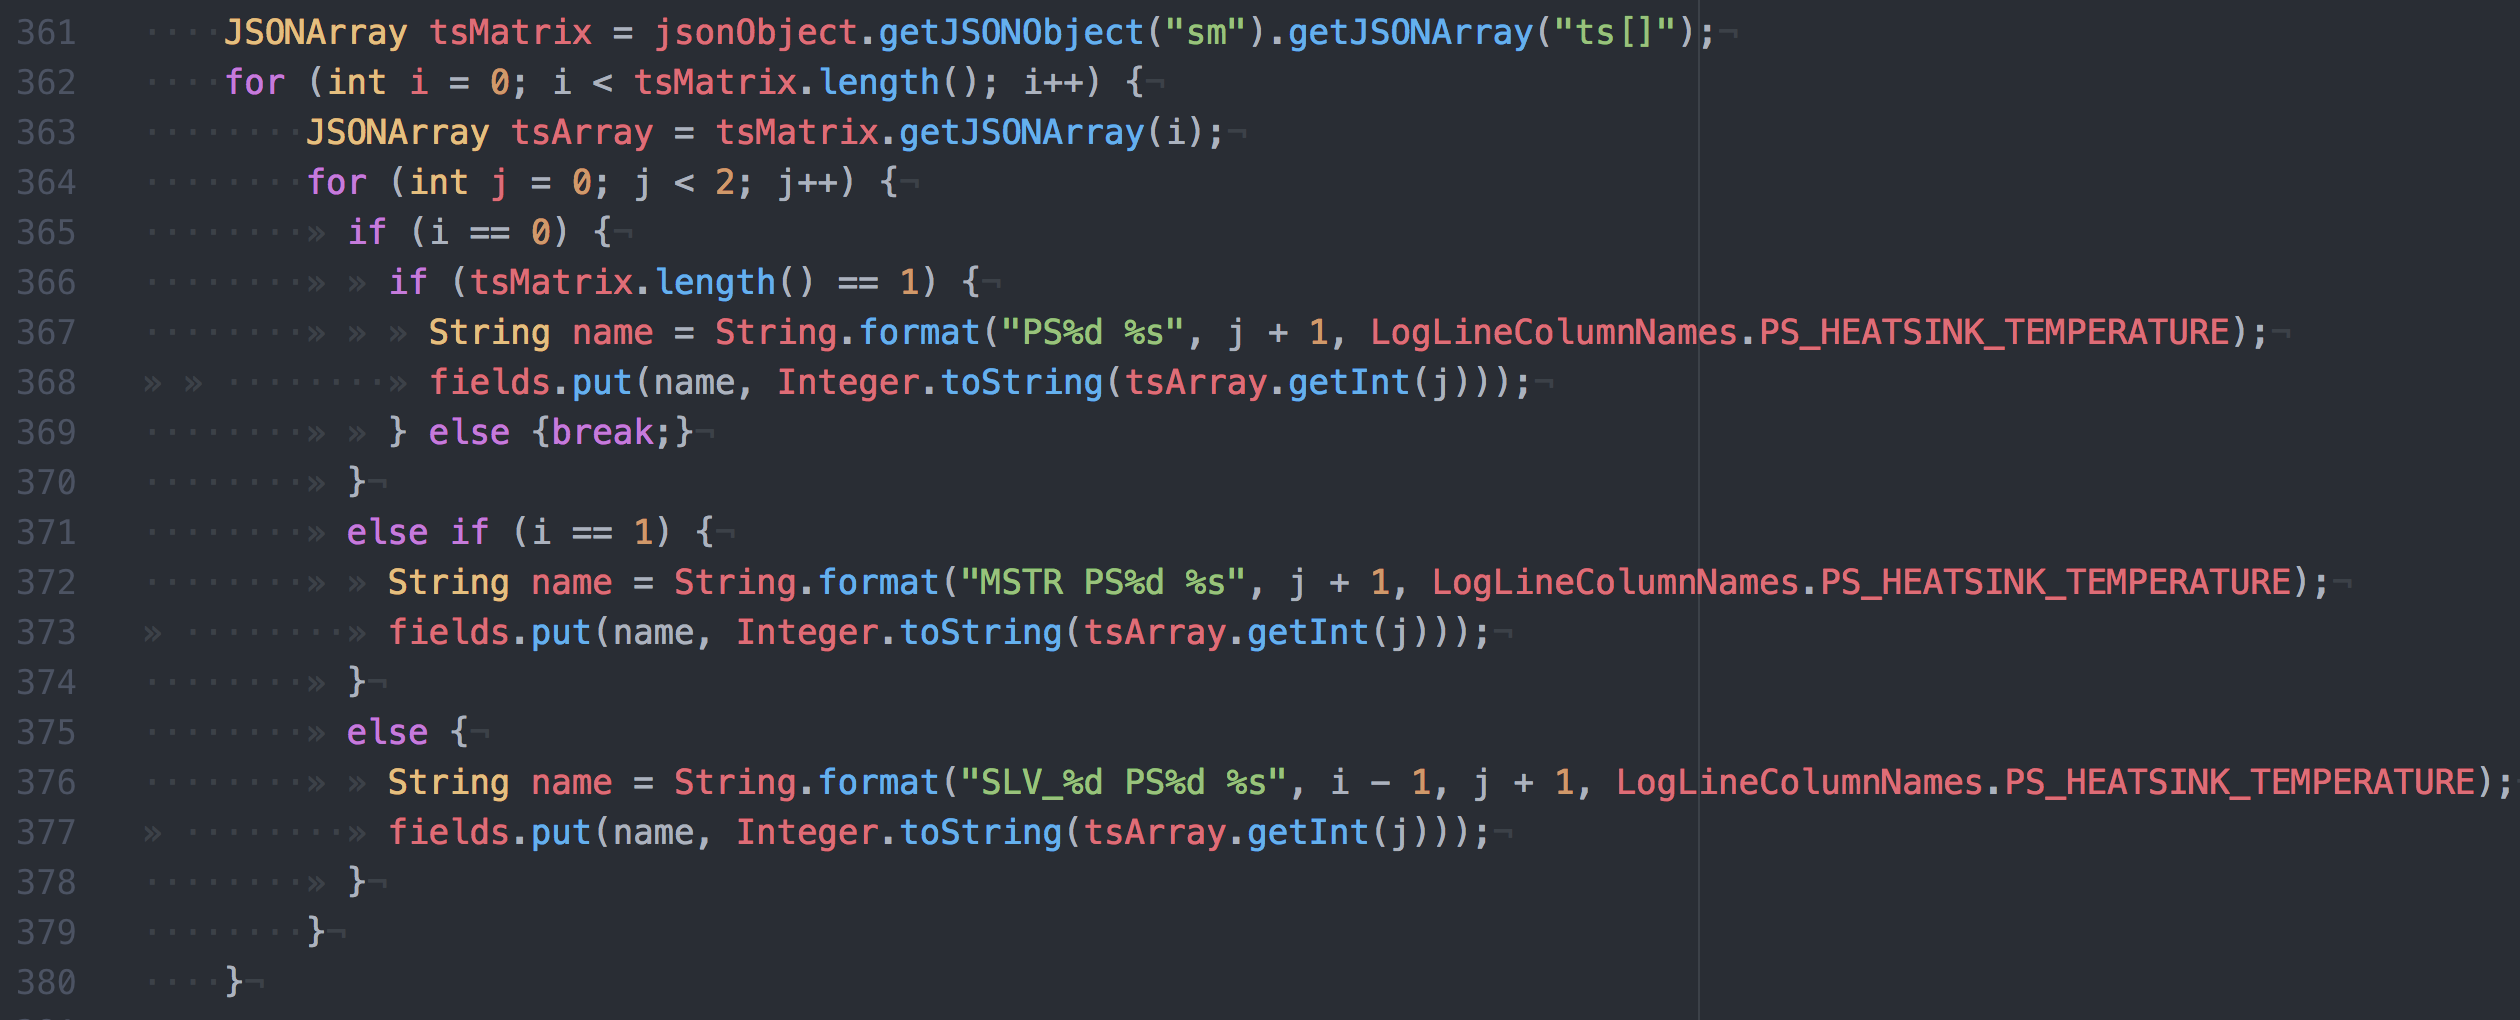 361 JSONArray tsMatrix = jsonObject.getJSONObject("sm").getJSONArray("ts[]");
362 for (int i = 0; i < tsMatrix.length(); i++) {
363 JSONArray tsArray = tsMatrix.getJSONArray(i);
364 for (int j = 0; j < 2; j++) {
365 if (i == 0) {
366 if (tsMatrix.length() == 1) {
367 String name = String.format("PS%d %s", j + 1, LogLineColumnNames.PS_HEATSINK_TEMPERATURE);
368 fields.put(name, Integer.toString(tsArray.getInt(j)));
369 } else {break;}
370 }
371 else if (i == 1) {
372 String name = String.format("MSTR PS%d %s", j + 1, LogLineColumnNames.PS_HEATSINK_TEMPERATURE);
373 fields.put(name, Integer.toString(tsArray.getInt(j)));
374 }
375 else {
376 String name = String.format("SLV_%d PS%d %s", i - 1, j + 1, LogLineColumnNames.PS_HEATSINK_TEMPERATURE);
377 fields.put(name, Integer.toString(tsArray.getInt(j)));
378 }
379 }
380 }